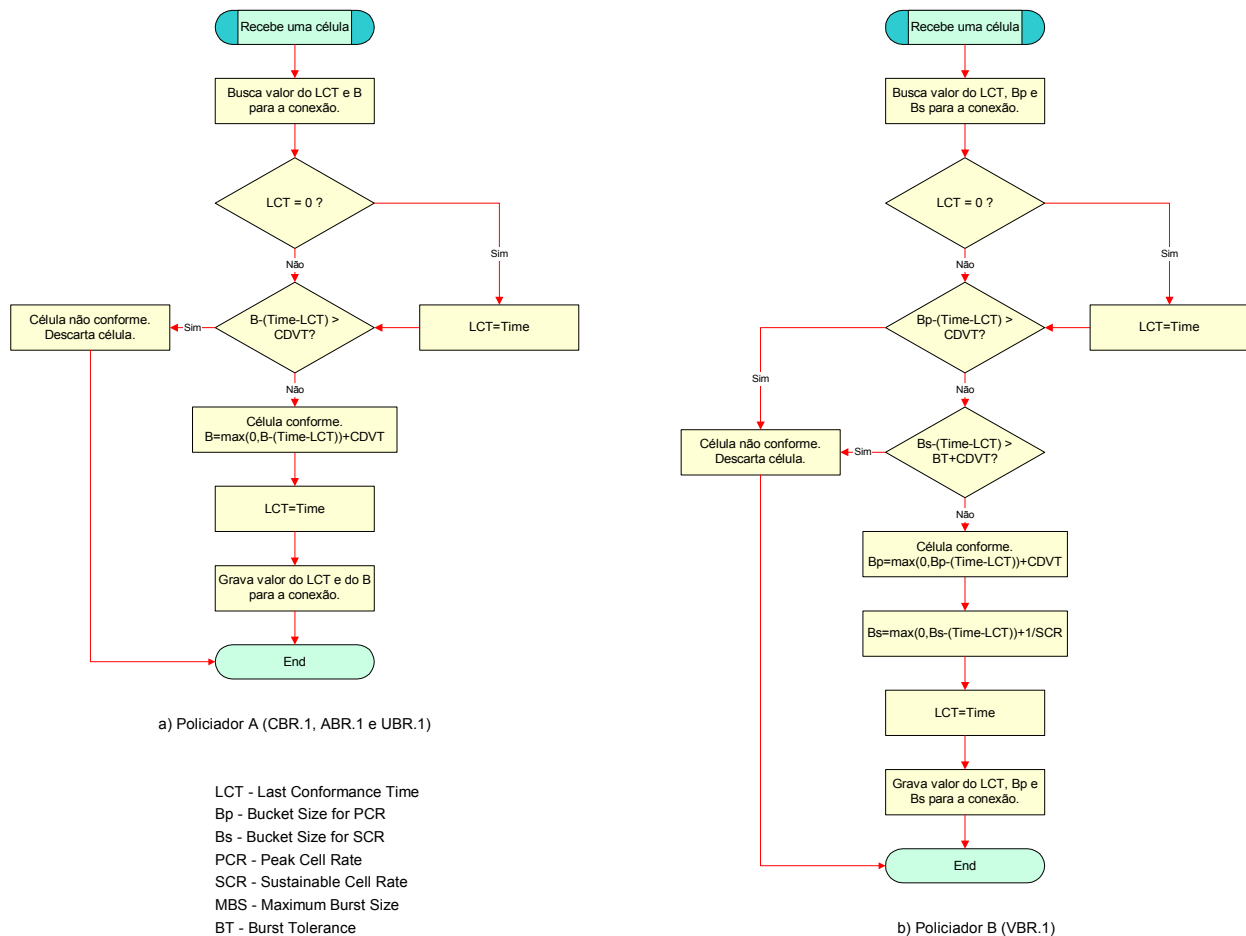 Recebe uma célula
Busca valor do LCT e B
para a conexão.
LCT = 0 ?
Sim
Não
B-(Time-LCT) >
CDVT?
LCT=Time
Sim
Célula não conforme.
Descarta célula.
Não
Célula conforme.
B=max(0,B-(Time-LCT))+CDVT
LCT=Time
Grava valor do LCT e do B
para a conexão.
End
a) Policiador A (CBR.1, ABR.1 e UBR.1)
LCT - Last Conformance Time
Bp - Bucket Size for PCR
Bs - Bucket Size for SCR
PCR - Peak Cell Rate
SCR - Sustainable Cell Rate
MBS - Maximum Burst Size
BT - Burst Tolerance
Recebe uma célula
Busca valor do LCT, Bp e
Bs para a conexão.
LCT = 0 ?
Sim
Não
Bp-(Time-LCT) >
CDVT?
LCT=Time
Sim
Não
Bs-(Time-LCT) >
BT+CDVT?
Sim
Célula não conforme.
Descarta célula.
Não
Célula conforme.
Bp=max(0,Bp-(Time-LCT))+CDVT
Bs=max(0,Bs-(Time-LCT))+1/SCR
LCT=Time
Grava valor do LCT, Bp e
Bs para a conexão.
End
b) Policiador B (VBR.1)